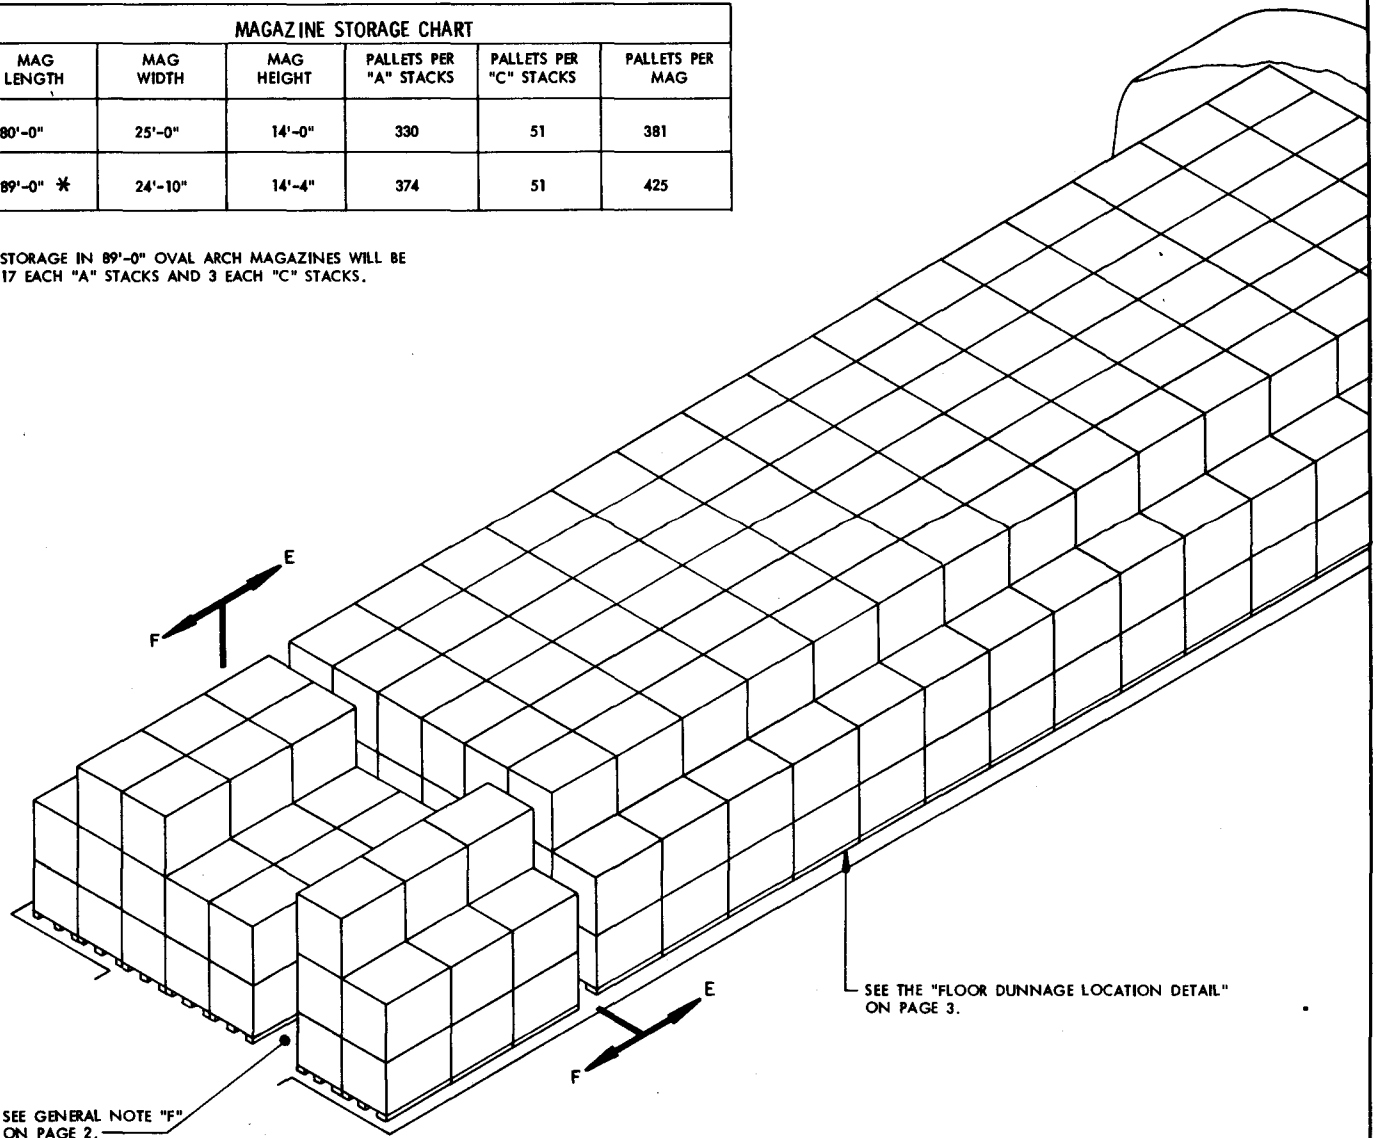 MAGAZINE STORAGE CHART
MAG LENGTH MAG WIDTH MAG HEIGHT PALLETS PER "A" STACKS PALLETS PER "C" STACKS PALLETS PER MAG
80'-0" 25'-0" 14'-0" 330 51 381
89'-0" * 24'-10" 14'-4" 374 51 425
STORAGE IN 89'-0" OVAL ARCH MAGAZINES WILL BE
17 EACH "A" STACKS AND 3 EACH "C" STACKS.
E
F
E
F
SEE THE "FLOOR DUNNAGE LOCATION DETAIL"
ON PAGE 3.
SEE GENERAL NOTE "F"
ON PAGE 2.